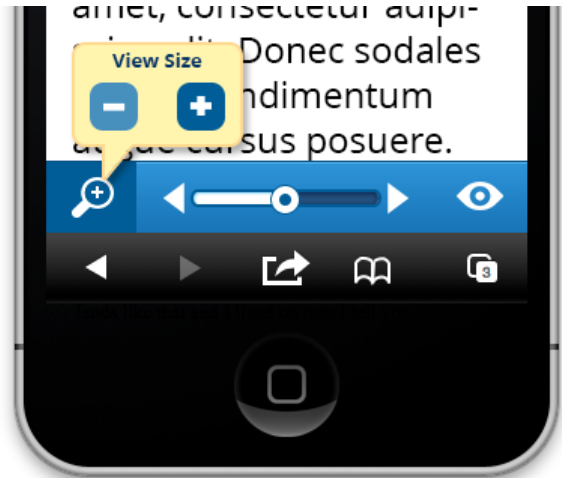 amet, consectetur adipi-
Donec sodales
ndimentum
cursus posuere.
View Size
3